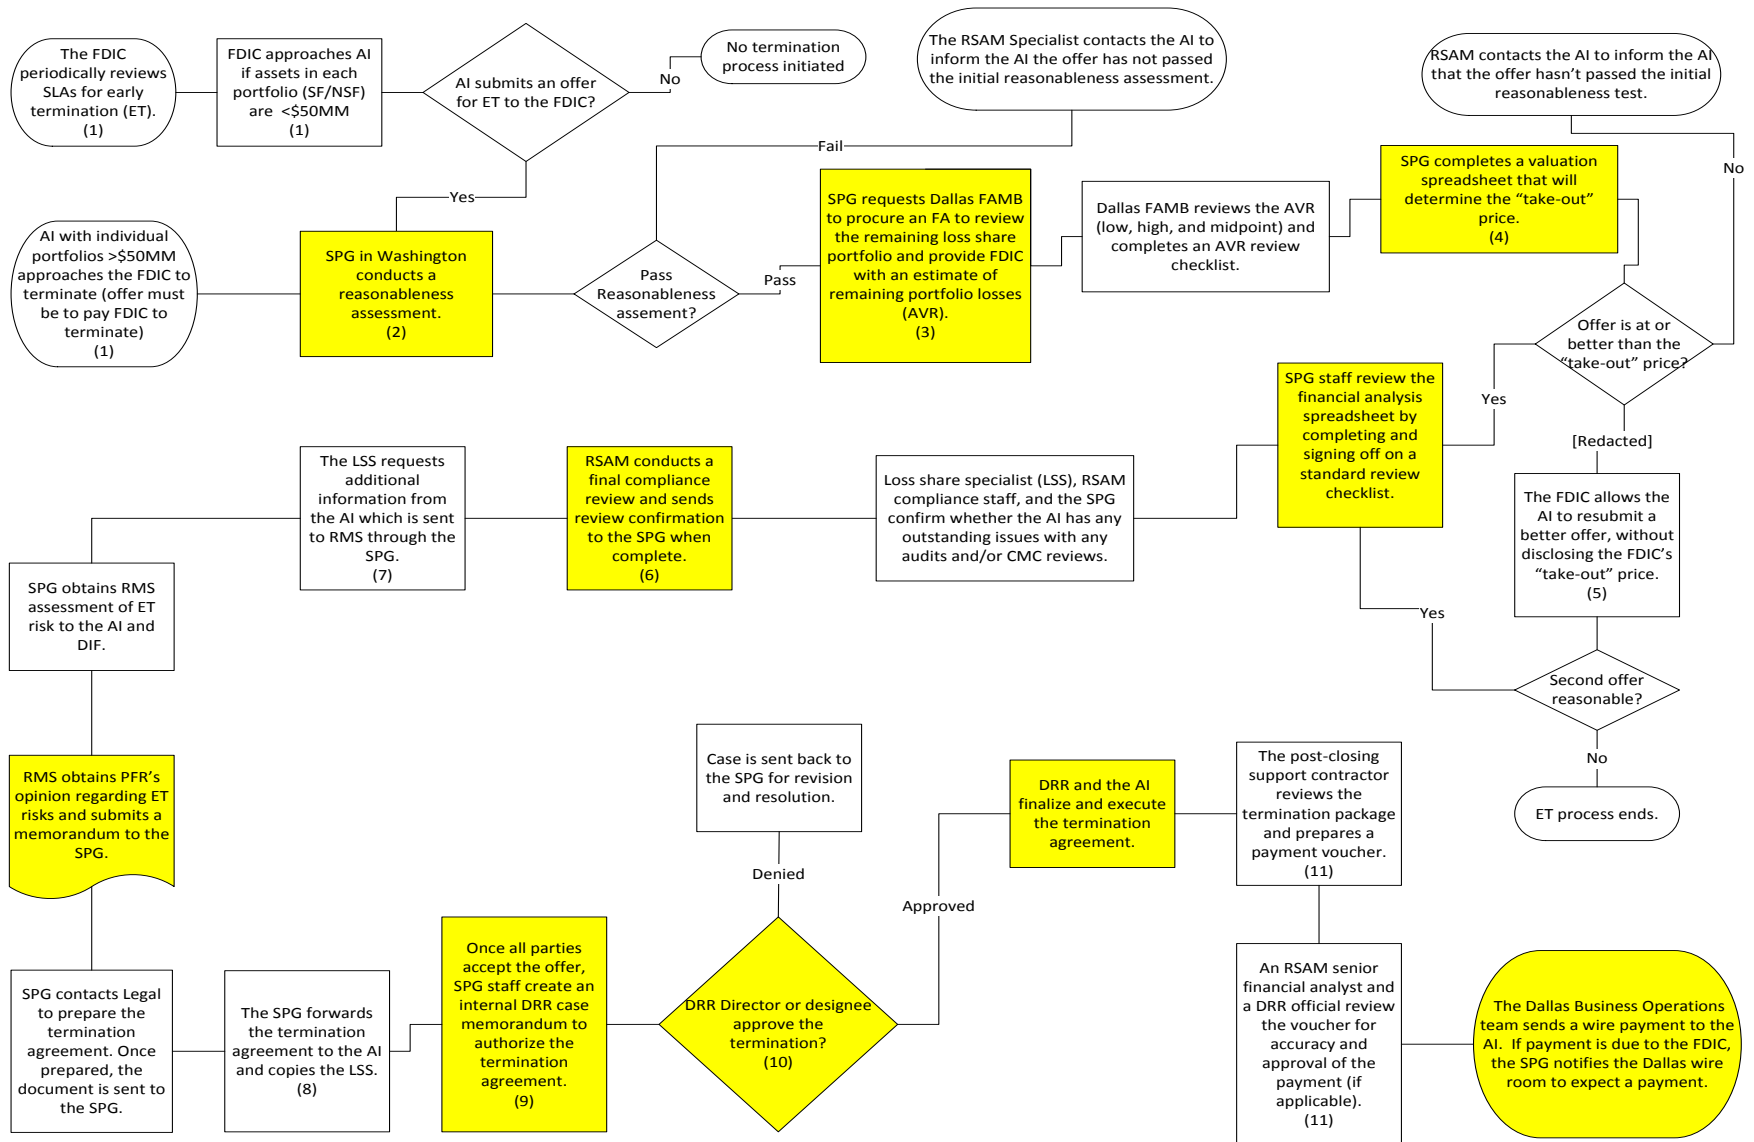 The FDIC
periodically reviews
SLAs for early
termination (ET).
(1)
FDIC approaches AI
if assets in each
portfolio (SF/NSF)
are  <$50MM
(1)
AI submits an offer
for ET to the FDIC?
No
No termination
process initiated
Yes
The RSAM Specialist contacts the AI to
inform the AI the offer has not passed
the initial reasonableness assessment.
RSAM contacts the AI to inform the AI
that the offer hasn’t passed the initial
reasonableness test.
AI with individual
portfolios >$50MM
approaches the FDIC to
terminate (offer must
be to pay FDIC to
terminate)
(1)
SPG in Washington
conducts a
reasonableness
assessment.
(2)
Pass
Reasonableness
assement?
Fail
Pass
SPG requests Dallas FAMB
to procure an FA to review
the remaining loss share
portfolio and provide FDIC
with an estimate of
remaining portfolio losses
(AVR).
(3)
Dallas FAMB reviews the AVR
(low, high, and midpoint) and
completes an AVR review
checklist.
SPG completes a valuation
spreadsheet that will
determine the “take-out”
price.
(4)
No
Offer is at or
better than the
“take-out” price?
Yes
[Redacted]
The FDIC allows the
AI to resubmit a
better offer, without
disclosing the FDIC’s
“take-out” price.
(5)
Second offer
reasonable?
Yes
No
ET process ends.
SPG staff review the
financial analysis
spreadsheet by
completing and
signing off on a
standard review
checklist.
Loss share specialist (LSS), RSAM
compliance staff, and the SPG
confirm whether the AI has any
outstanding issues with any
audits and/or CMC reviews.
RSAM conducts a
final compliance
review and sends
review confirmation
to the SPG when
complete.
(6)
The LSS requests
additional
information from
the AI which is sent
to RMS through the
SPG.
(7)
SPG obtains RMS
assessment of ET
risk to the AI and
DIF.
RMS obtains PFR’s
opinion regarding ET
risks and submits a
memorandum to the
SPG.
SPG contacts Legal
to prepare the
termination
agreement. Once
prepared, the
document is sent to
the SPG.
The SPG forwards
the termination
agreement to the AI
and copies the LSS.
(8)
Once all parties
accept the offer,
SPG staff create an
internal DRR case
memorandum to
authorize the
termination
agreement.
(9)
DRR Director or designee
approve the
termination?
(10)
Denied
Case is sent back to
the SPG for revision
and resolution.
Approved
DRR and the AI
finalize and execute
the termination
agreement.
The post-closing
support contractor
reviews the
termination package
and prepares a
payment voucher.
(11)
An RSAM senior
financial analyst and
a DRR official review
the voucher for
accuracy and
approval of the
payment (if
applicable).
(11)
The Dallas Business Operations
team sends a wire payment to the
AI.  If payment is due to the FDIC,
the SPG notifies the Dallas wire
room to expect a payment.